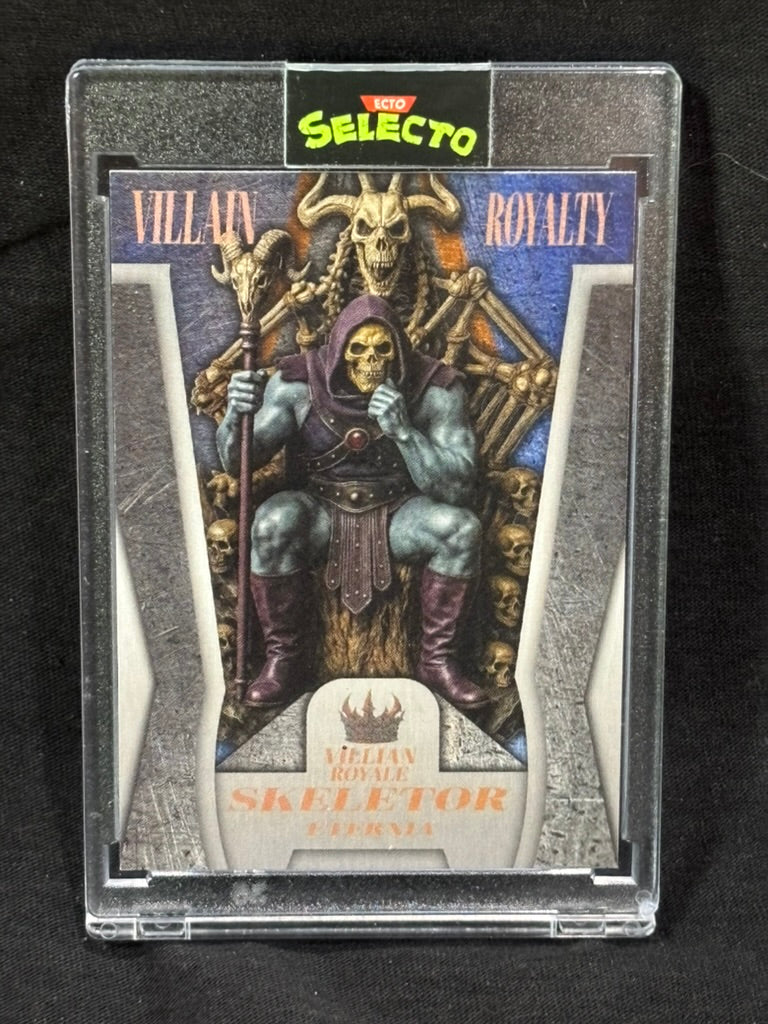 ECTO
SELECTO
VILLAIN ROYALTY
VILLIAN
ROYALE
SKELETOR
ETERNIA